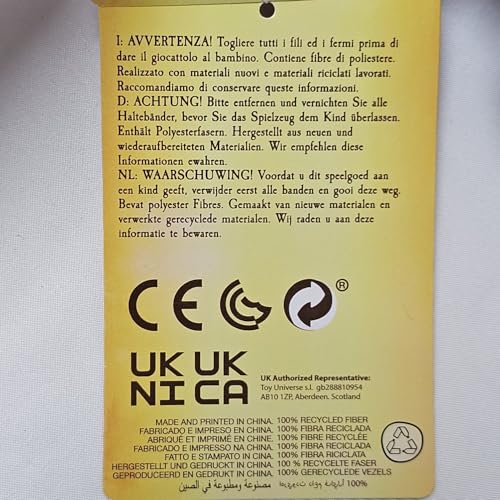 I: AVVERTENZA! Togliere tutti i fili ed i fermi prima di
dare il giocattolo al bambino. Contiene fibre di poliestere.
Realizzato con materiali nuovi e materiali riciclati lavorati.
Raccomandiamo di conservare queste informazioni.
D: ACHTUNG! Bitte entfernen und vernichten Sie alle
Haltebänder, bevor Sie das Spielzeug dem Kind überlassen.
Enthält Polyesterfasern. Hergestellt aus neuen und
wiederaufbereiteten Materialien. Wir empfehlen diese
Informationen ewahren.
NL: WAARSCHUWING! Voordat u dit speelgoed aan
een kind geeft, verwijder eerst alle banden en gooi deze weg.
Bevat polyester Fibres. Gemaakt van nieuwe materialen en
verwerkte gerecyclede materialen. Wij raden u aan deze
informatie te bewaren.
CE ®
UK UK
NI CA
UK Authorized Representative:
Toy Universe s.l. gb288810954
AB10 1ZP, Aberdeen. Scotland
MADE AND PRINTED IN CHINA, 100% RECYCLED FIBER
FABRICADO E IMPRESO EN CHINA, 100% FIBRA RECICLADA
ABRIQUÉ ET IMPRIMÉ EN CHINE, 100% FIBRE RECYCLÉE
FABRICADO E IMPRESSO NA CHINA, 100% FIBRA RECICLADA
FATTO E STAMPATO IN CINA, 100% FIBRA RICICLATA
HERGESTELLT UND GEDRUCKT IN CHINA, 100 % RECYCELTE FASER
GEPRODUCEERD EN GEDRUKT IN CHINA, 100% GERECYCLEDE VEZELS
مصنوعة ومطبوعة في الصين 100%